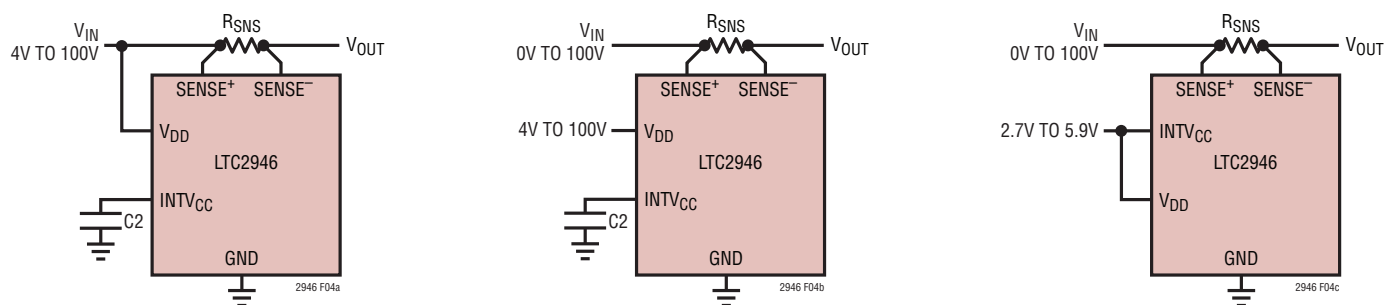 R_SNS
V_IN
4V TO 100V
V_OUT
SENSE+ SENSE–
V_DD
LTC2946
INTV_CC
C2
GND
2946 F04a
R_SNS
V_IN
0V TO 100V
V_OUT
SENSE+ SENSE–
4V TO 100V
V_DD
LTC2946
INTV_CC
C2
GND
2946 F04b
R_SNS
V_IN
0V TO 100V
V_OUT
SENSE+ SENSE–
2.7V TO 5.9V
INTV_CC
LTC2946
V_DD
GND
2946 F04c